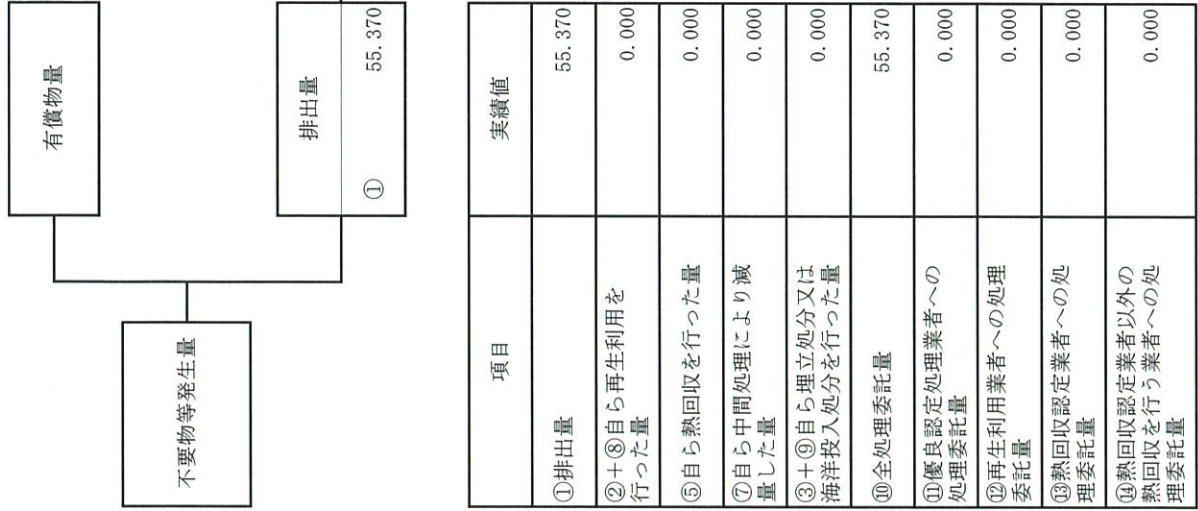 不要物等発生量
有償物量
排出量
① 55.370
項目 実績値
①排出量 55.370
②+⑧自ら再生利用を
行った量 0.000
⑤自ら熱回収を行った量 0.000
⑦自ら中間処理により減
量した量 0.000
③+⑨自ら埋立処分又は
海洋投入処分を行った量 0.000
⑩全処理委託量 55.370
⑪優良認定処理業者への
処理委託量 0.000
⑫再生利用業者への処理
委託量 0.000
⑬熱回収認定業者への処
理委託量 0.000
⑭熱回収認定業者以外の
熱回収を行う業者への処
理委託量 0.000